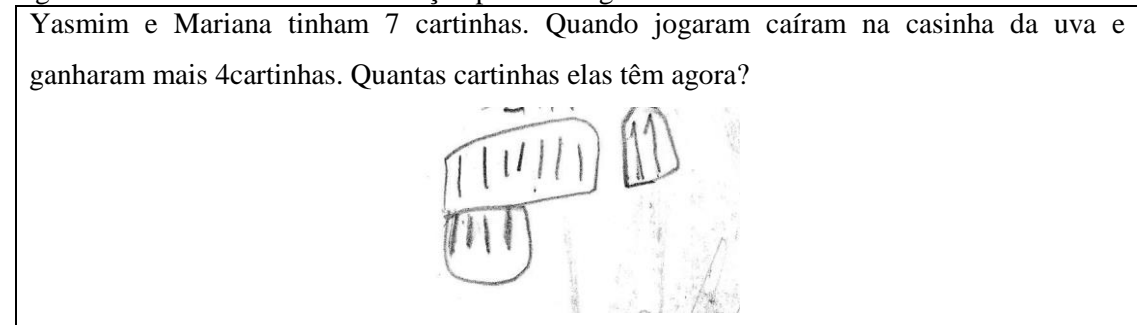 Yasmim e Mariana tinham 7 cartinhas. Quando jogaram caíram na casinha da uva e
ganharam mais 4cartinhas. Quantas cartinhas elas têm agora?
11